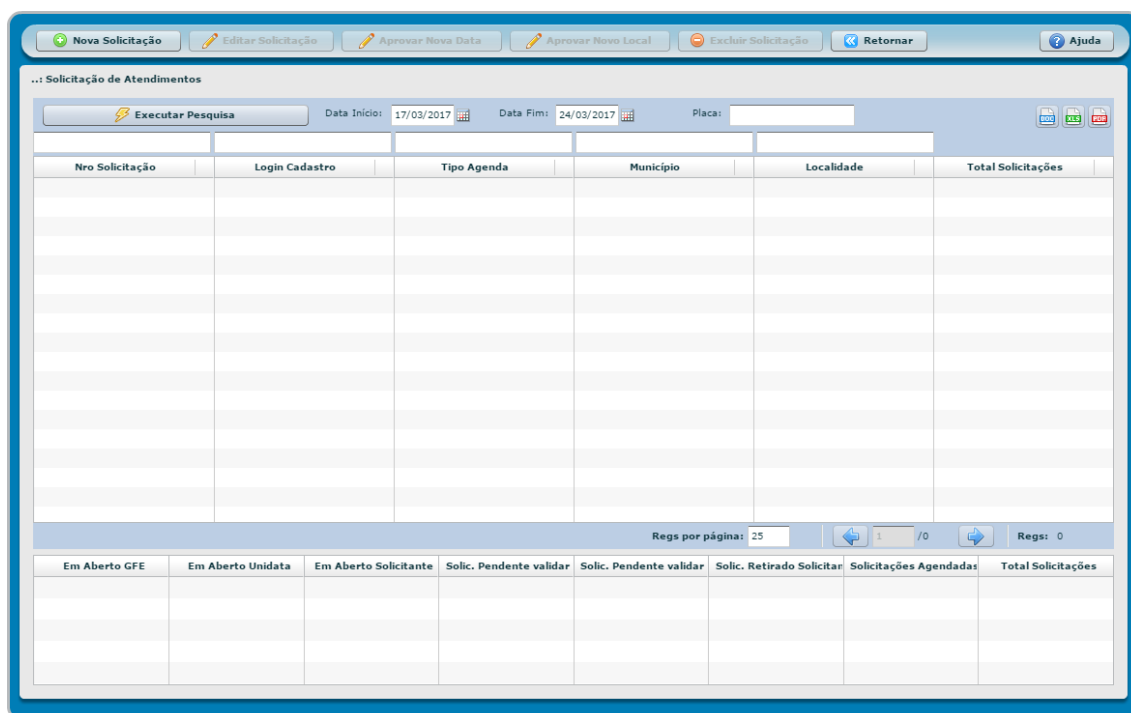 Nova Solicitação Editar Solicitação Aprovar Nova Data Aprovar Novo Local Excluir Solicitação Retornar Ajuda
..: Solicitação de Atendimentos
Executar Pesquisa Data Início: 17/03/2017 Data Fim: 24/03/2017 Placa: DOC XLS PDF
Nro Solicitação Login Cadastro Tipo Agenda Município Localidade Total Solicitações
Regs por página: 25 1 /0 Regs: 0
Em Aberto GFE Em Aberto Unidata Em Aberto Solicitante Solic. Pendente validar Solic. Pendente validar Solic. Retirado Solicitan Solicitações Agendadas Total Solicitações